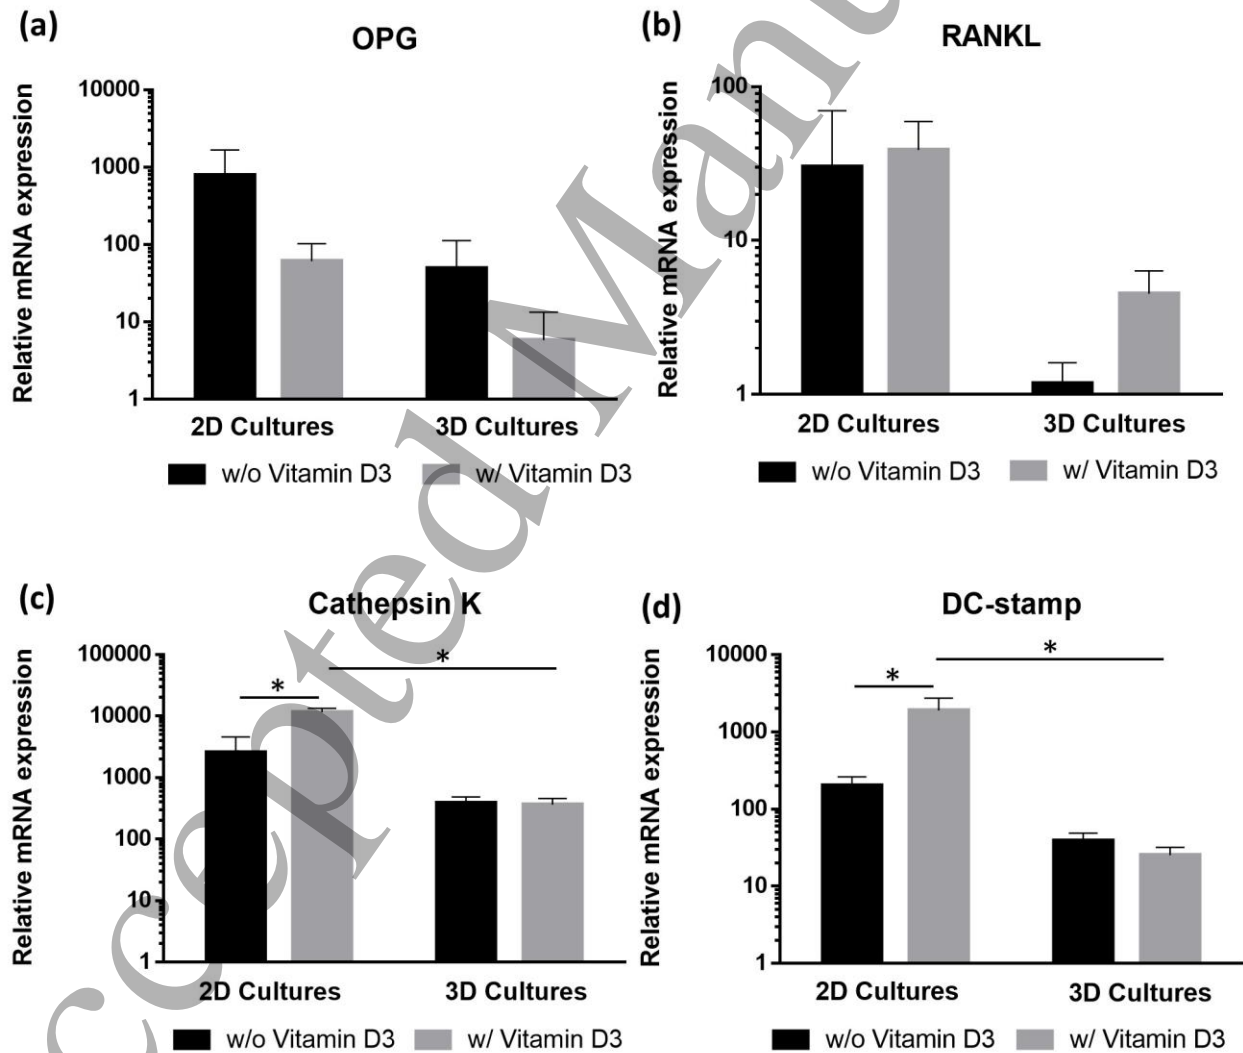 (a)
OPG
Relative mRNA expression
10000
1000
100
10
1
2D Cultures 3D Cultures
w/o Vitamin D3 w/ Vitamin D3
(b)
RANKL
Relative mRNA expression
100
10
1
2D Cultures 3D Cultures
w/o Vitamin D3 w/ Vitamin D3
(c)
Cathepsin K
Relative mRNA expression
100000
10000
1000
100
10
1
*
*
2D Cultures 3D Cultures
w/o Vitamin D3 w/ Vitamin D3
(d)
DC-stamp
Relative mRNA expression
10000
1000
100
10
1
*
*
2D Cultures 3D Cultures
w/o Vitamin D3 w/ Vitamin D3